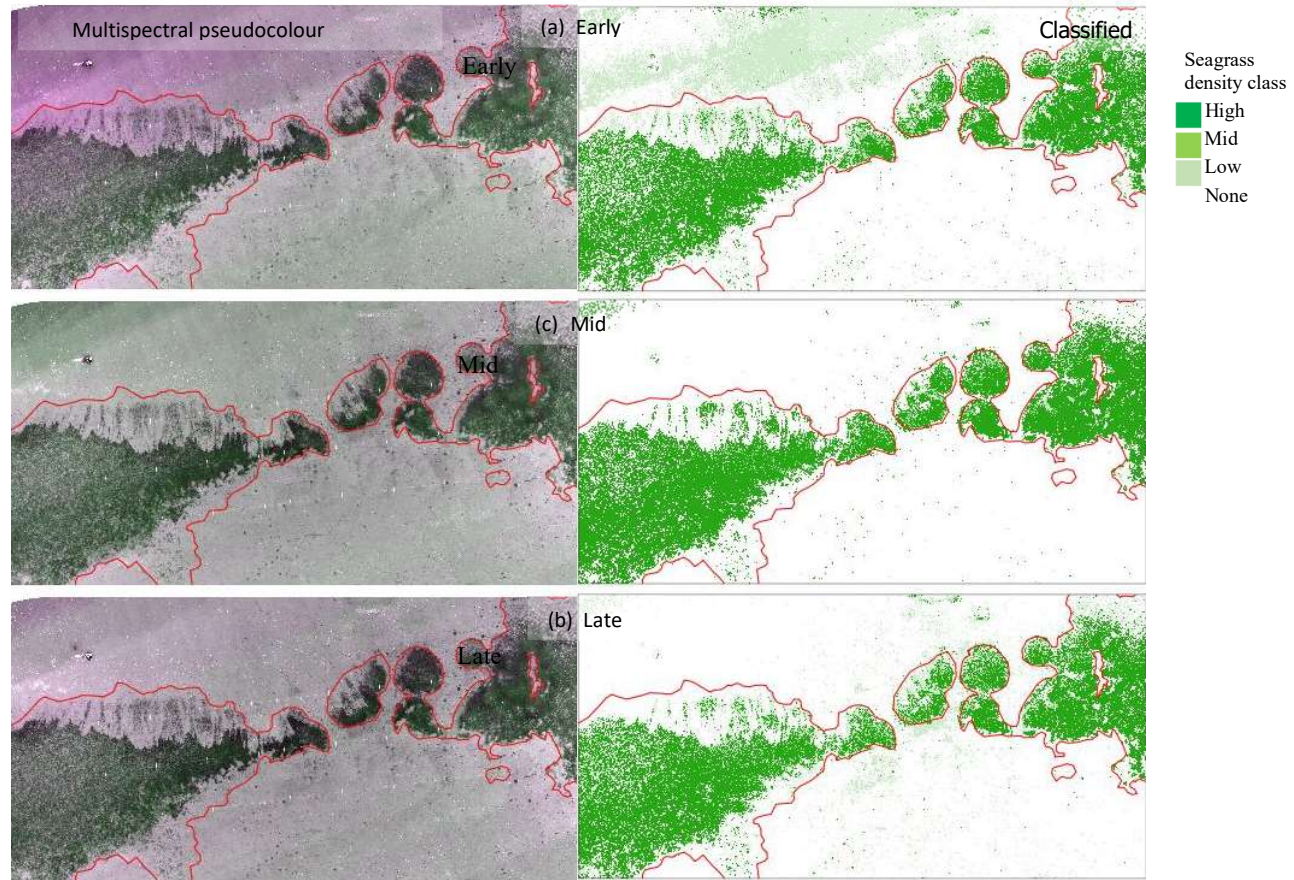 Multispectral pseudocolour
(a) Early
Classified
Early
Seagrass
density class
High
Mid
Low
None
(c) Mid
Mid
(b) Late
Late